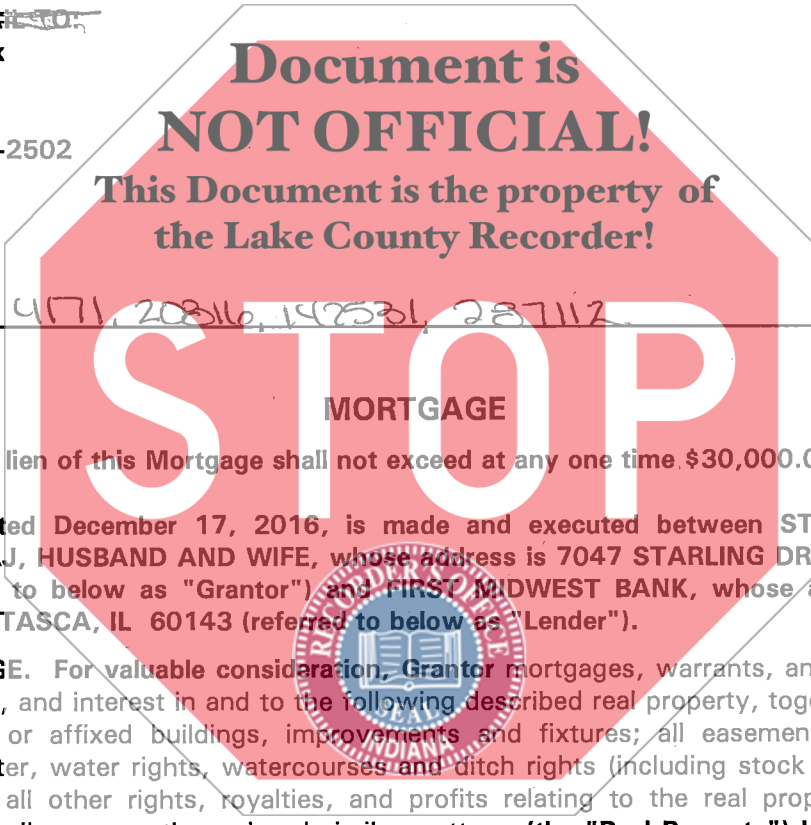 TO:
Document is
NOT OFFICIAL!
-2502
This Document is the property of
the Lake County Recorder!
4171, 20816, 142531, 287112
STOP
MORTGAGE
lien of this Mortgage shall not exceed at any one time $30,000.0
ted December 17, 2016, is made and executed between ST
J, HUSBAND AND WIFE, whose address is 7047 STARLING DR
to below as "Grantor") and FIRST MIDWEST BANK, whose a
TASCA, IL 60143 (referred to below as "Lender").
GE. For valuable consideration, Grantor mortgages, warrants, an
, and interest in and to the following described real property, toge
or affixed buildings, improvements and fixtures; all easemen
ter, water rights, watercourses and ditch rights (including stock
all other rights, royalties, and profits relating to the real prop
RECORDER'S OFFICE
SEAL
INDIANA